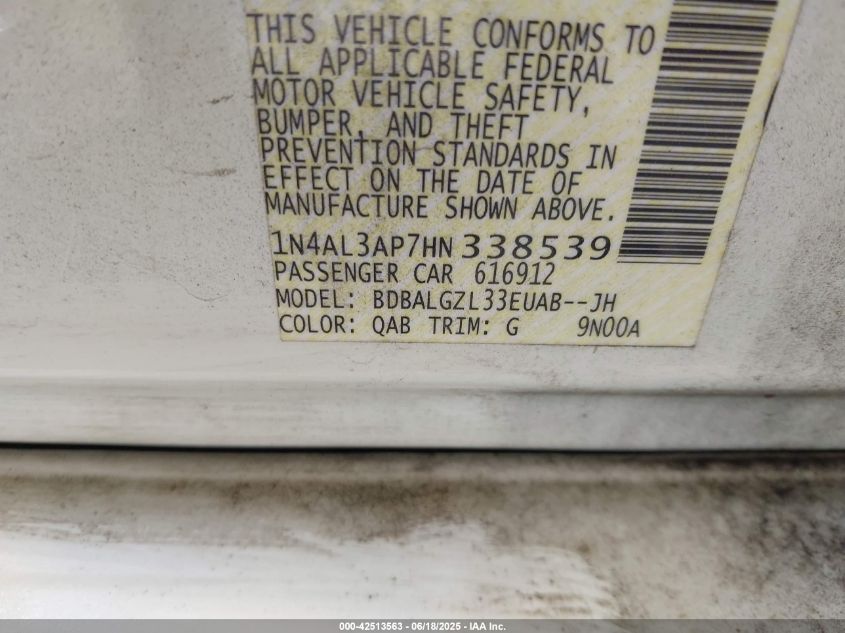 THIS VEHICLE CONFORMS TO
ALL APPLICABLE FEDERAL
MOTOR VEHICLE SAFETY,
BUMPER, AND THEFT
PREVENTION STANDARDS IN
EFFECT ON THE DATE OF
MANUFACTURE SHOWN ABOVE.
1N4AL3AP7HN 338539
PASSENGER CAR 616912
MODEL: BDBALGZL33EUAB--JH
COLOR: QAB TRIM: G 9N00A
000-42513563 - 06/18/2025 - IAA Inc.